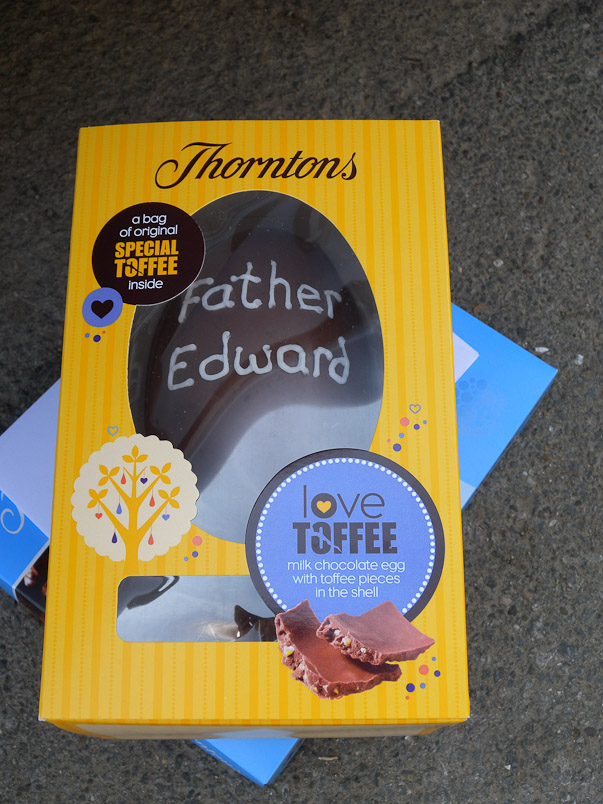 Thorntons
a bag
of original
SPECIAL
TOFFEE
inside
Father
Edward
love
TOFFEE
milk chocolate egg
with toffee pieces
in the shell